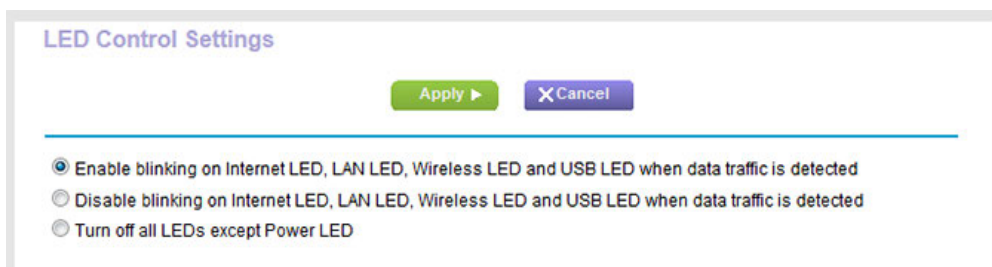 LED Control Settings
Apply ▶
X Cancel
Enable blinking on Internet LED, LAN LED, Wireless LED and USB LED when data traffic is detected
Disable blinking on Internet LED, LAN LED, Wireless LED and USB LED when data traffic is detected
Turn off all LEDs except Power LED